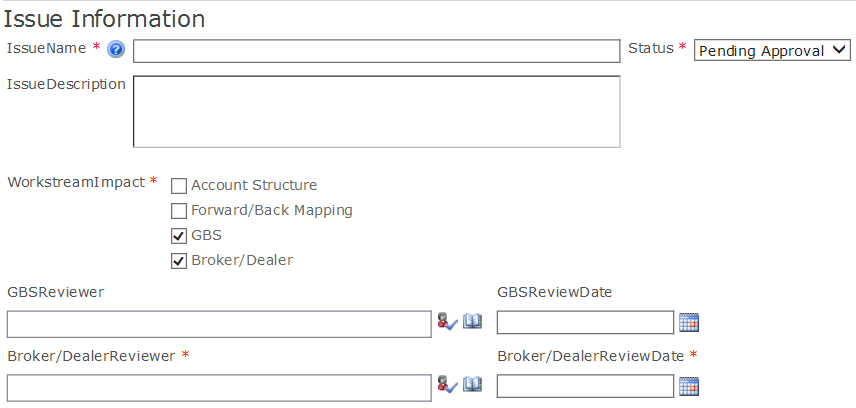 Issue Information
IssueName * ? Status * Pending Approval
IssueDescription
WorkstreamImpact * Account Structure
Forward/Back Mapping
GBS
Broker/Dealer
GBSReviewer GBSReviewDate
Broker/DealerReviewer * Broker/DealerReviewDate *